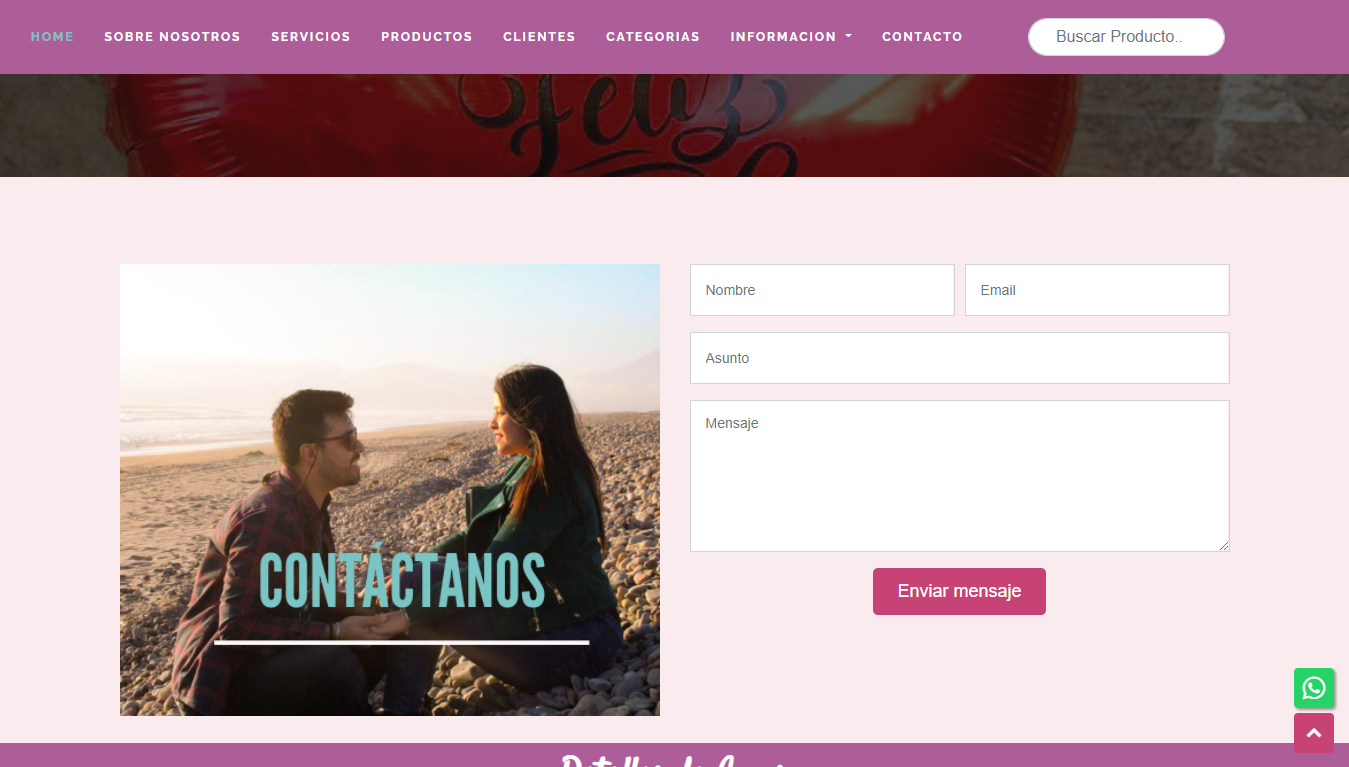 HOME SOBRE NOSOTROS SERVICIOS PRODUCTOS CLIENTES CATEGORIAS INFORMACION CONTACTO Buscar Producto..
Feliz
Nombre Email
Asunto
Mensaje
CONTÁCTANOS
Enviar mensaje